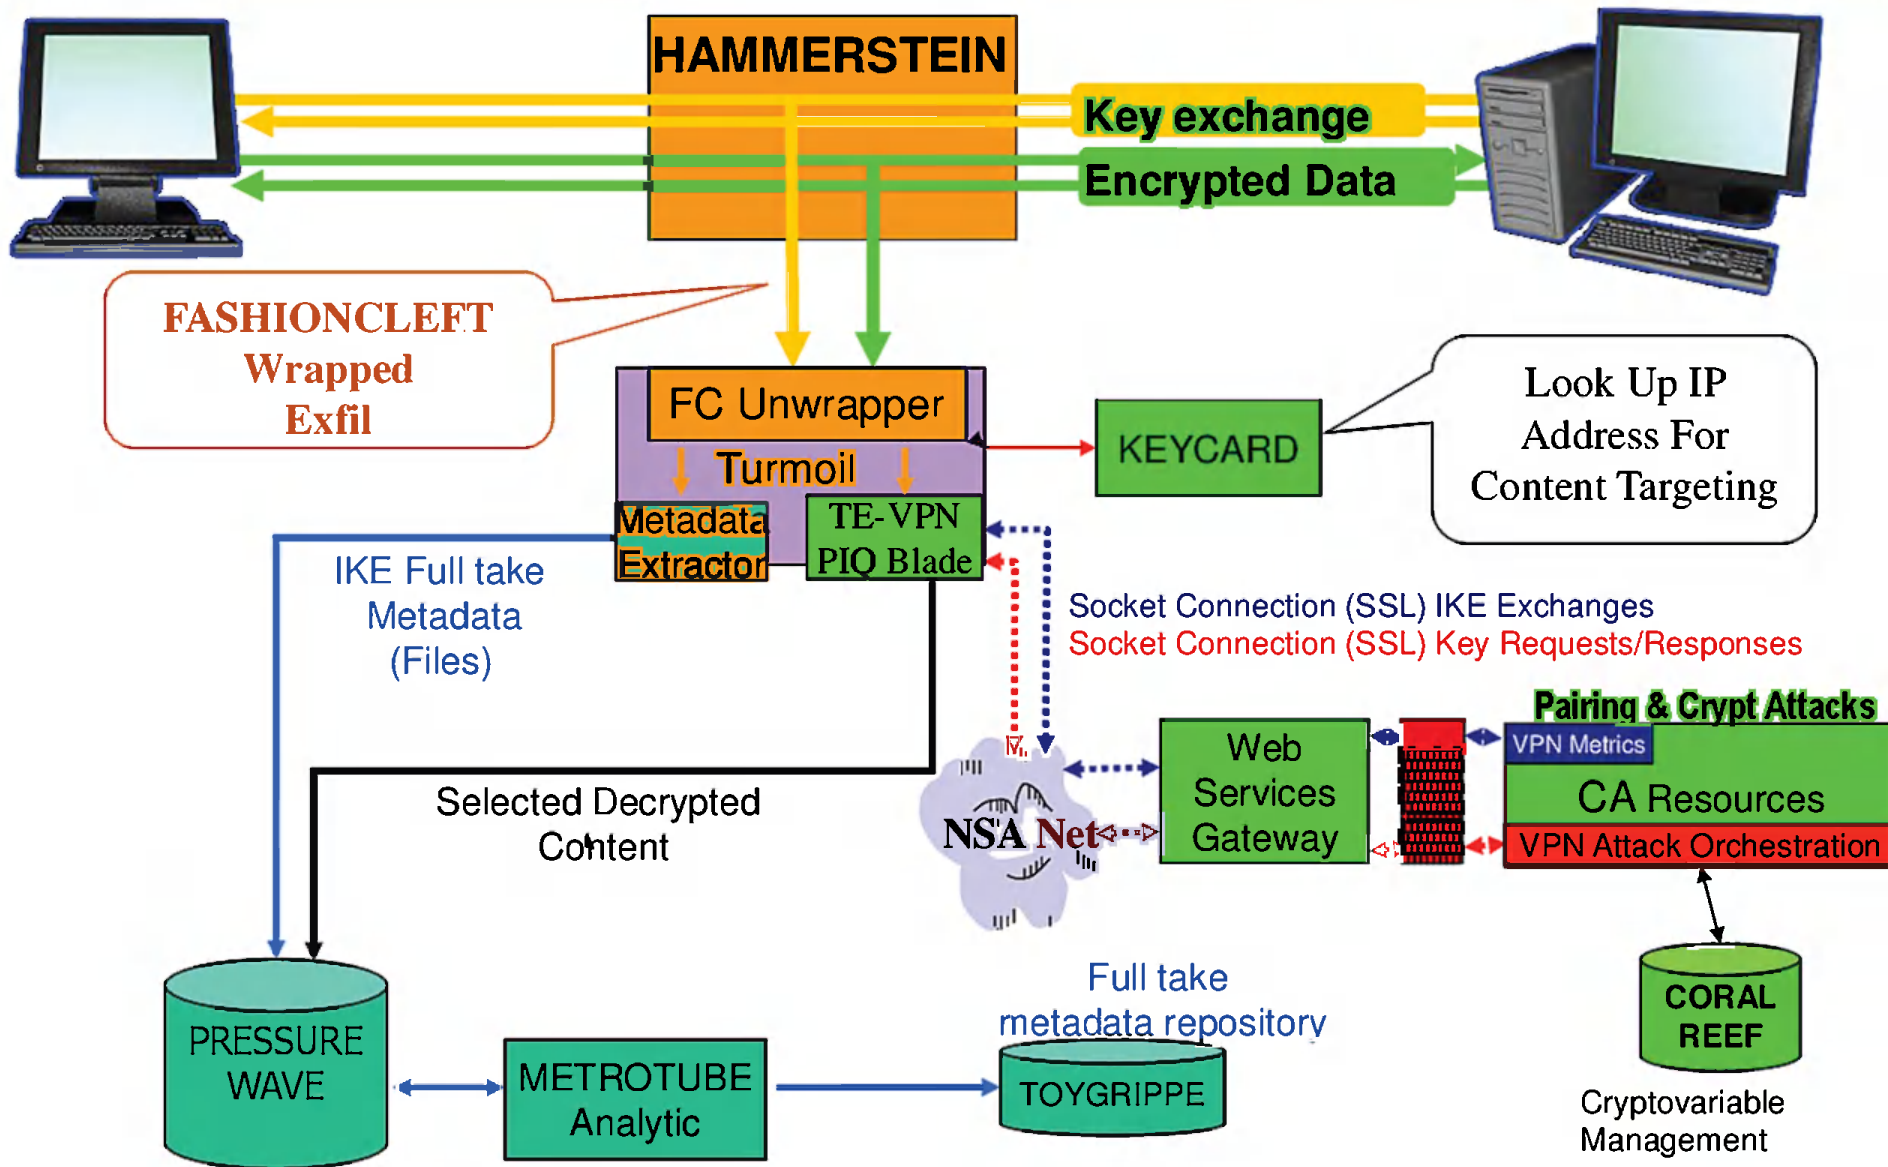 HAMMERSTEIN
Key exchange
Encrypted Data
FASHIONCLEFT
Wrapped
Exfil
FC Unwrapper
Turmoil
Metadata
Extractor
TE-VPN
PIQ Blade
KEYCARD
Look Up IP
Address For
Content Targeting
IKE Full take
Metadata
(Files)
Socket Connection (SSL) IKE Exchanges
Socket Connection (SSL) Key Requests/Responses
Selected Decrypted
Content
NSA Net
Web
Services
Gateway
Pairing & Crypt Attacks
VPN Metrics
CA Resources
VPN Attack Orchestration
CORAL
REEF
Cryptovariable
Management
PRESSURE
WAVE
METROTUBE
Analytic
Full take
metadata repository
TOYGRIPPE